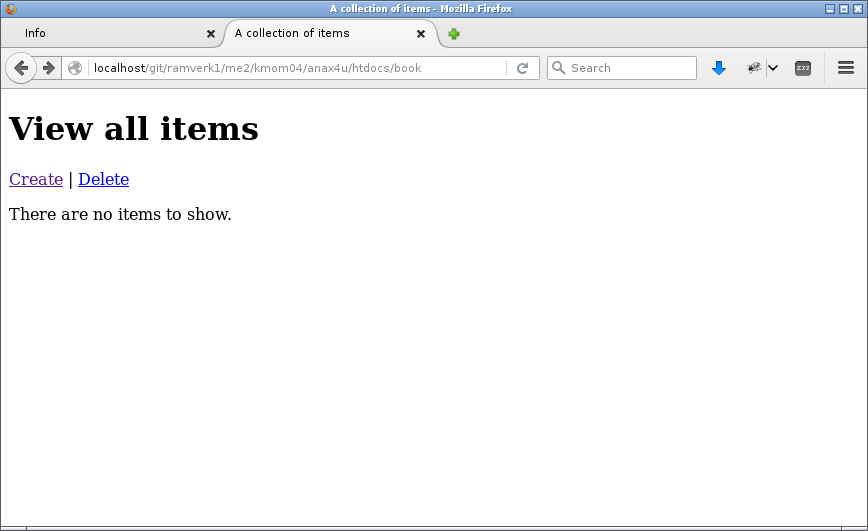 A collection of items - Mozilla Firefox
Info
A collection of items
localhost/git/ramverk1/me2/kmom04/anax4u/htdocs/book
Search
zzz
View all items
Create | Delete
There are no items to show.